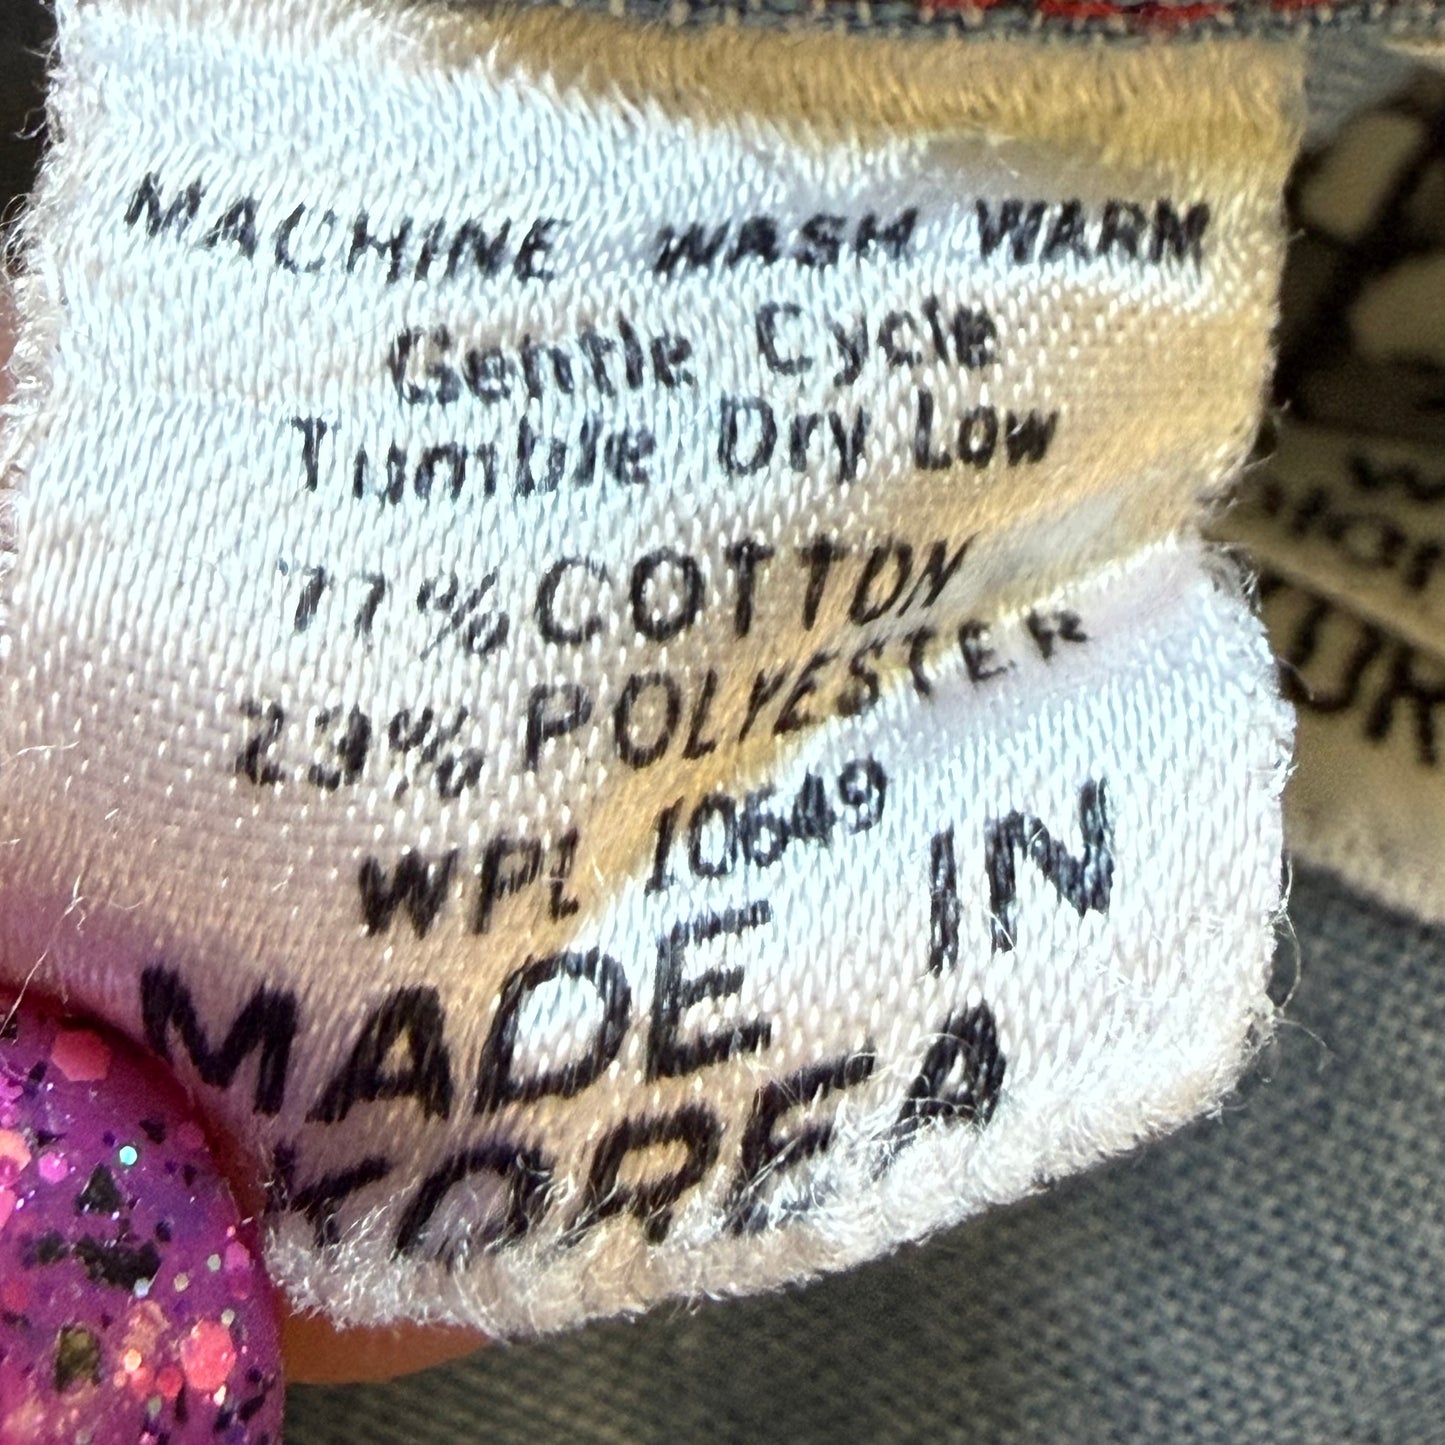 MACHINE WASH WARM
Gentle Cycle
Tumble Dry Low
77% COTTON
23% POLYESTER
WPL 10649
MADE IN
KOREA